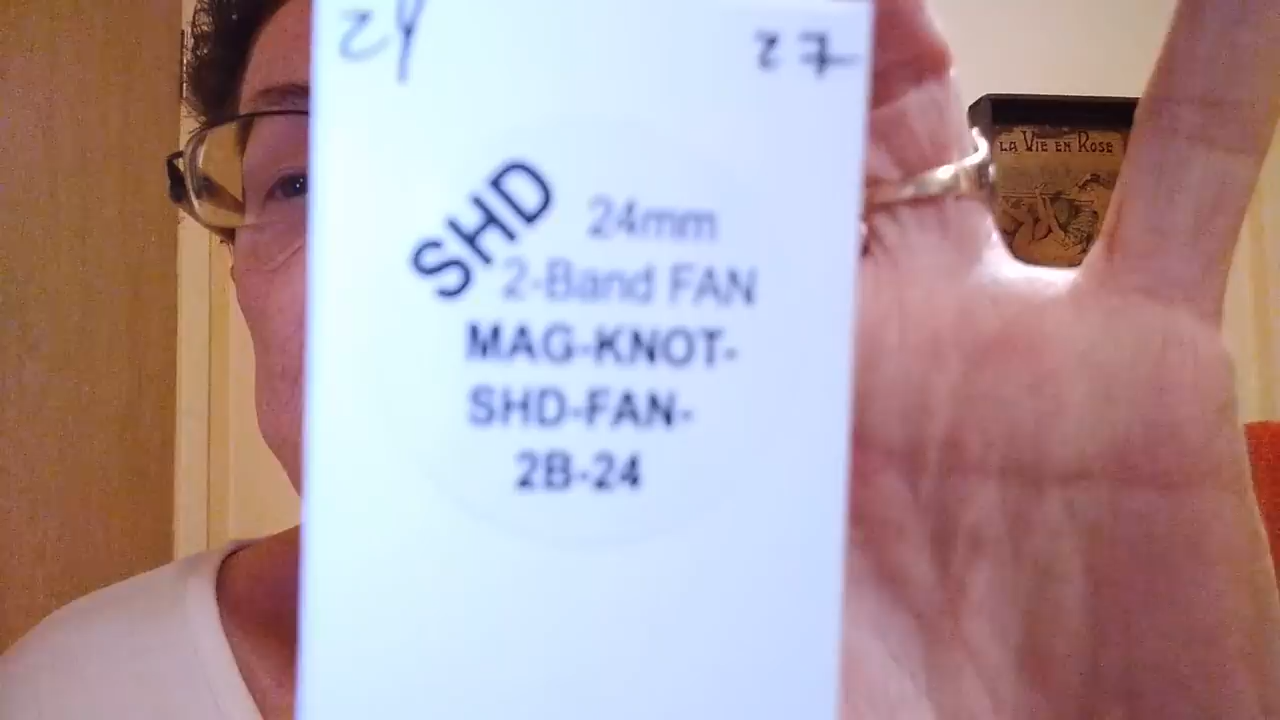 24
27
SHD
24mm
2-Band FAN
MAG-KNOT-
SHD-FAN-
2B-24
LA VIE EN ROSE